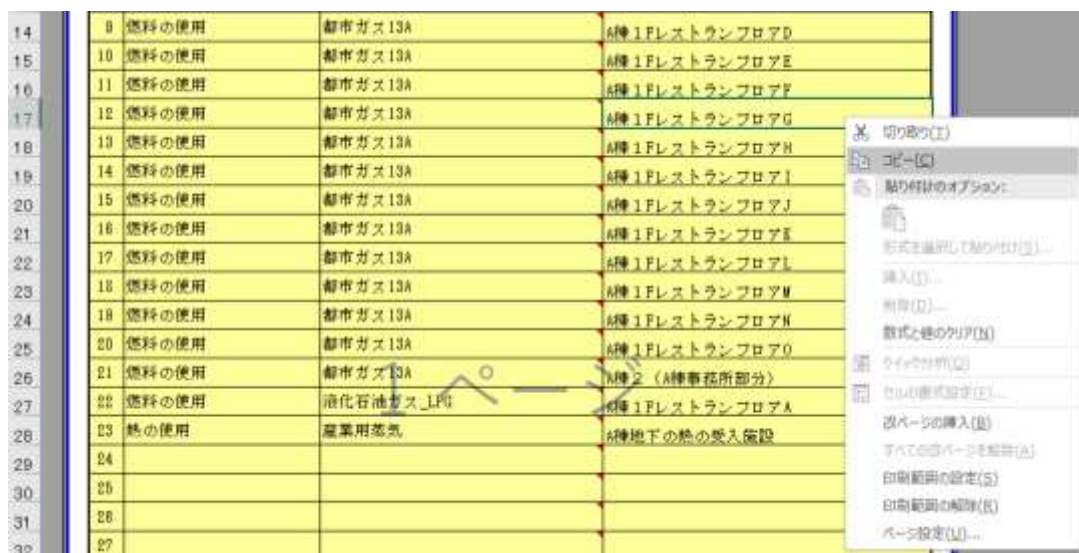 14 9 燃料の使用 都市ガス13A A棟1FレストランフロアD
15 10 燃料の使用 都市ガス13A A棟1FレストランフロアE
16 11 燃料の使用 都市ガス13A A棟1FレストランフロアF
17 12 燃料の使用 都市ガス13A A棟1FレストランフロアG
18 13 燃料の使用 都市ガス13A A棟1FレストランフロアH
19 14 燃料の使用 都市ガス13A A棟1FレストランフロアI
20 15 燃料の使用 都市ガス13A A棟1FレストランフロアJ
21 16 燃料の使用 都市ガス13A A棟1FレストランフロアK
22 17 燃料の使用 都市ガス13A A棟1FレストランフロアL
23 18 燃料の使用 都市ガス13A A棟1FレストランフロアM
24 19 燃料の使用 都市ガス13A A棟1FレストランフロアN
25 20 燃料の使用 都市ガス13A A棟1FレストランフロアO
26 21 燃料の使用 都市ガス13A A棟2（A棟事務所部分）
27 22 燃料の使用 液化石油ガス_LPG A棟1FレストランフロアA
28 23 熱の使用 産業用蒸気 A棟地下の熱の受入施設
29 24
30 25
31 26
32 27
1 ページ
切り取り(T)
コピー(C)
貼り付けのオプション:
形式を選択して貼り付け(S)...
挿入(I)...
削除(D)...
数式と値のクリア(N)
クイック分析(Q)
セルの書式設定(F)...
改ページの挿入(B)
すべての改ページを解除(A)
印刷範囲の設定(S)
印刷範囲の解除(R)
ページ設定(U)...